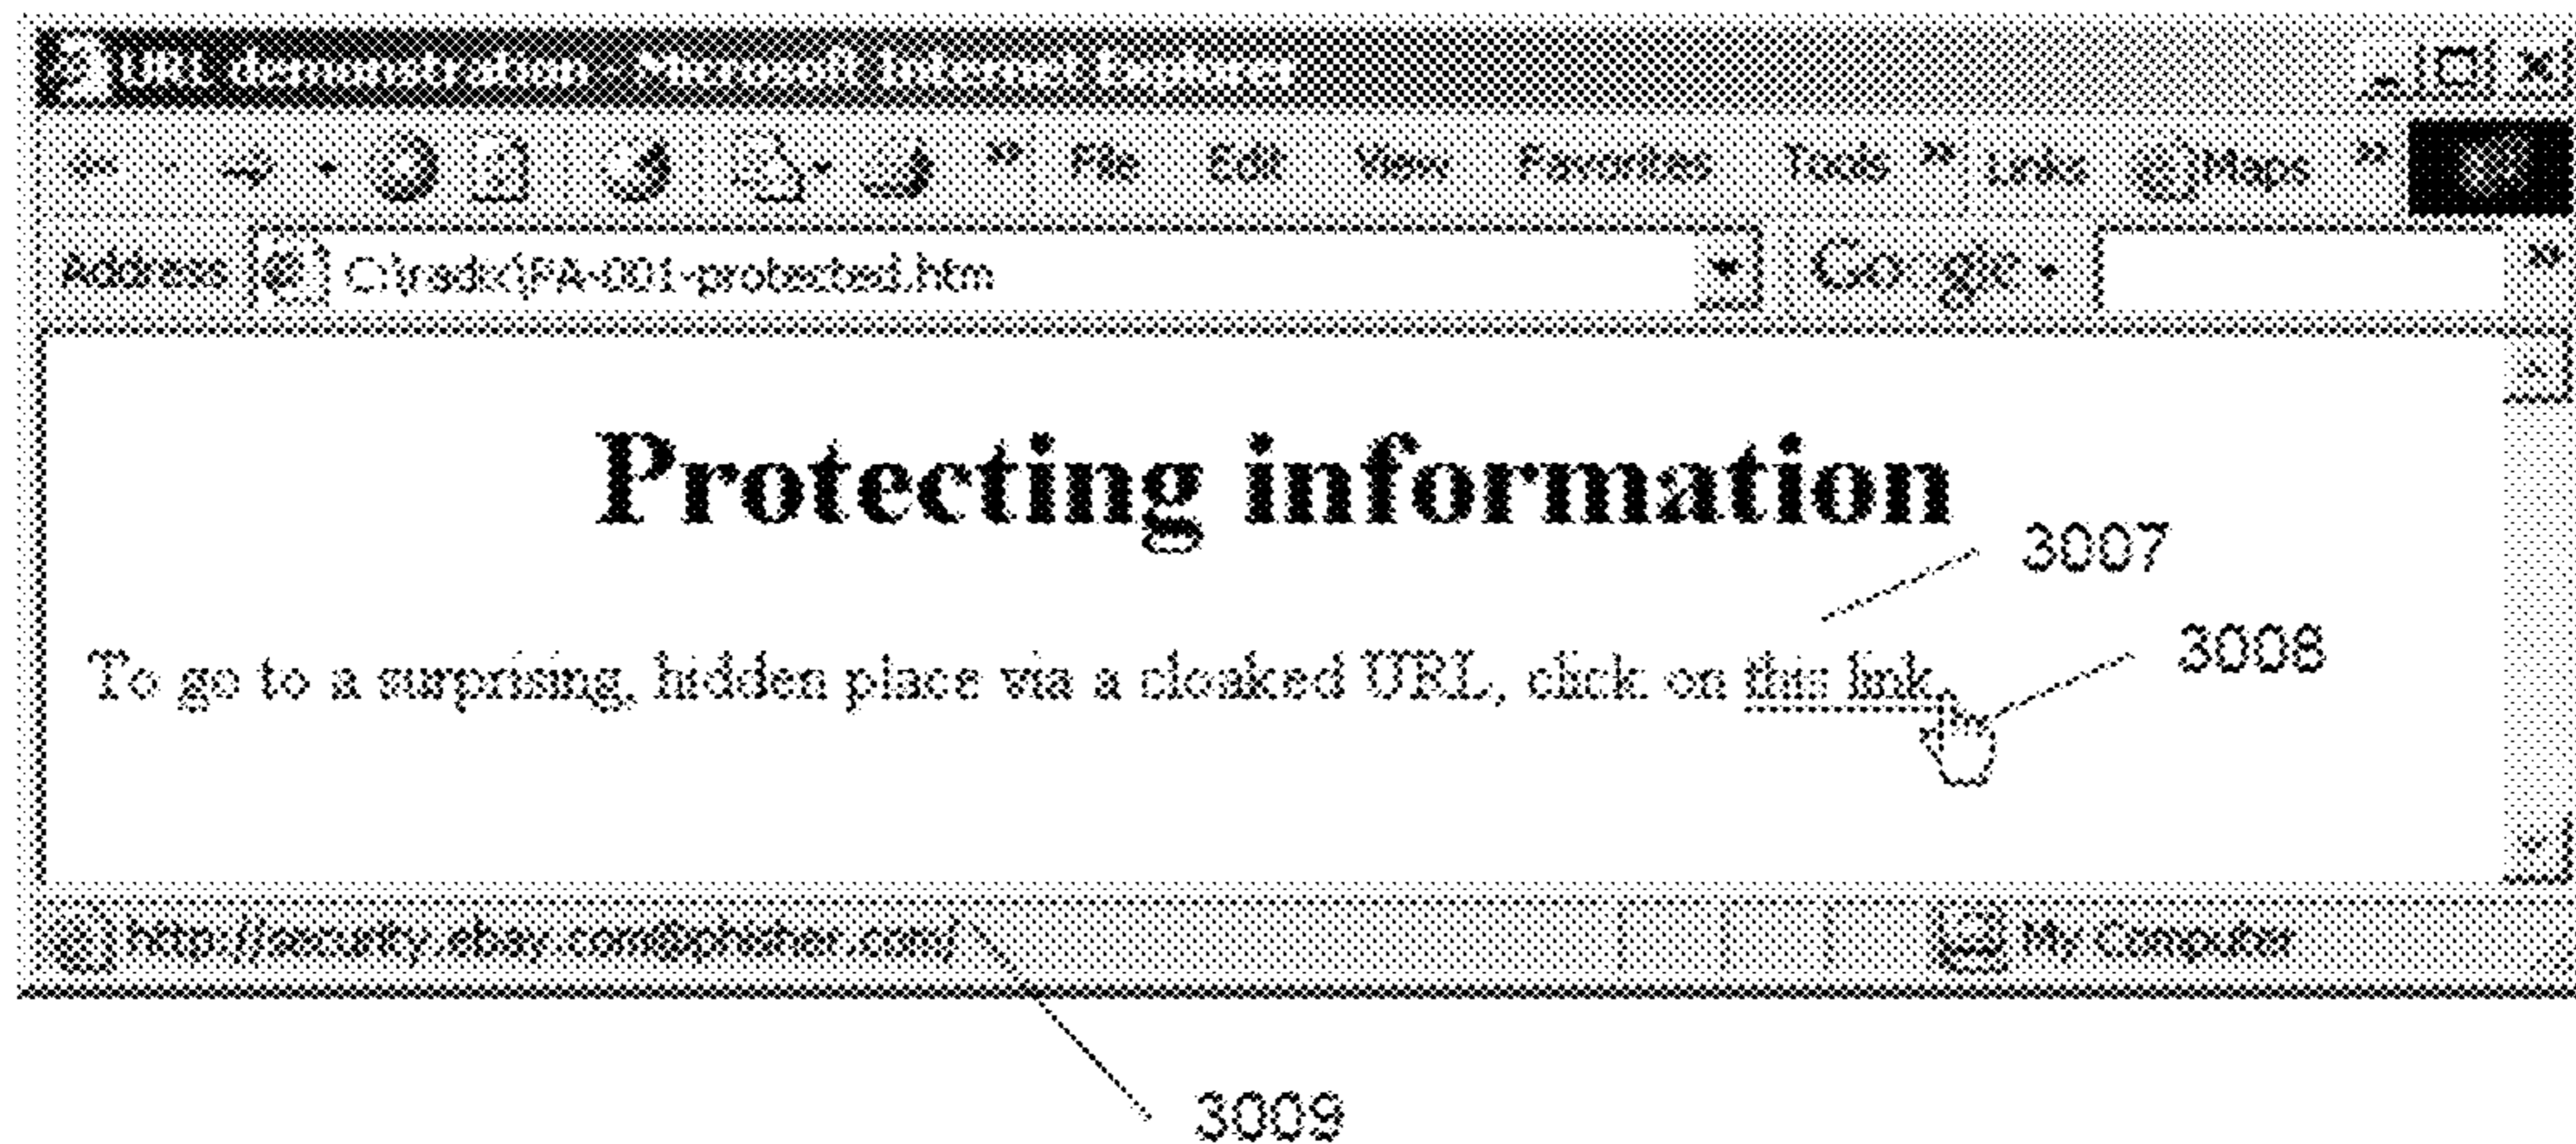 URL demonstration - Microsoft Internet Explorer
File Edit View Favorites Tools » Links Maps »
Address C:\rsdk\PA-001-protected.htm Google »
Protecting information
3007
3008
To go to a surprising, hidden place via a cloaked URL, click on this link.
http://security.ebay.com@phisher.com/ My Computer
3009